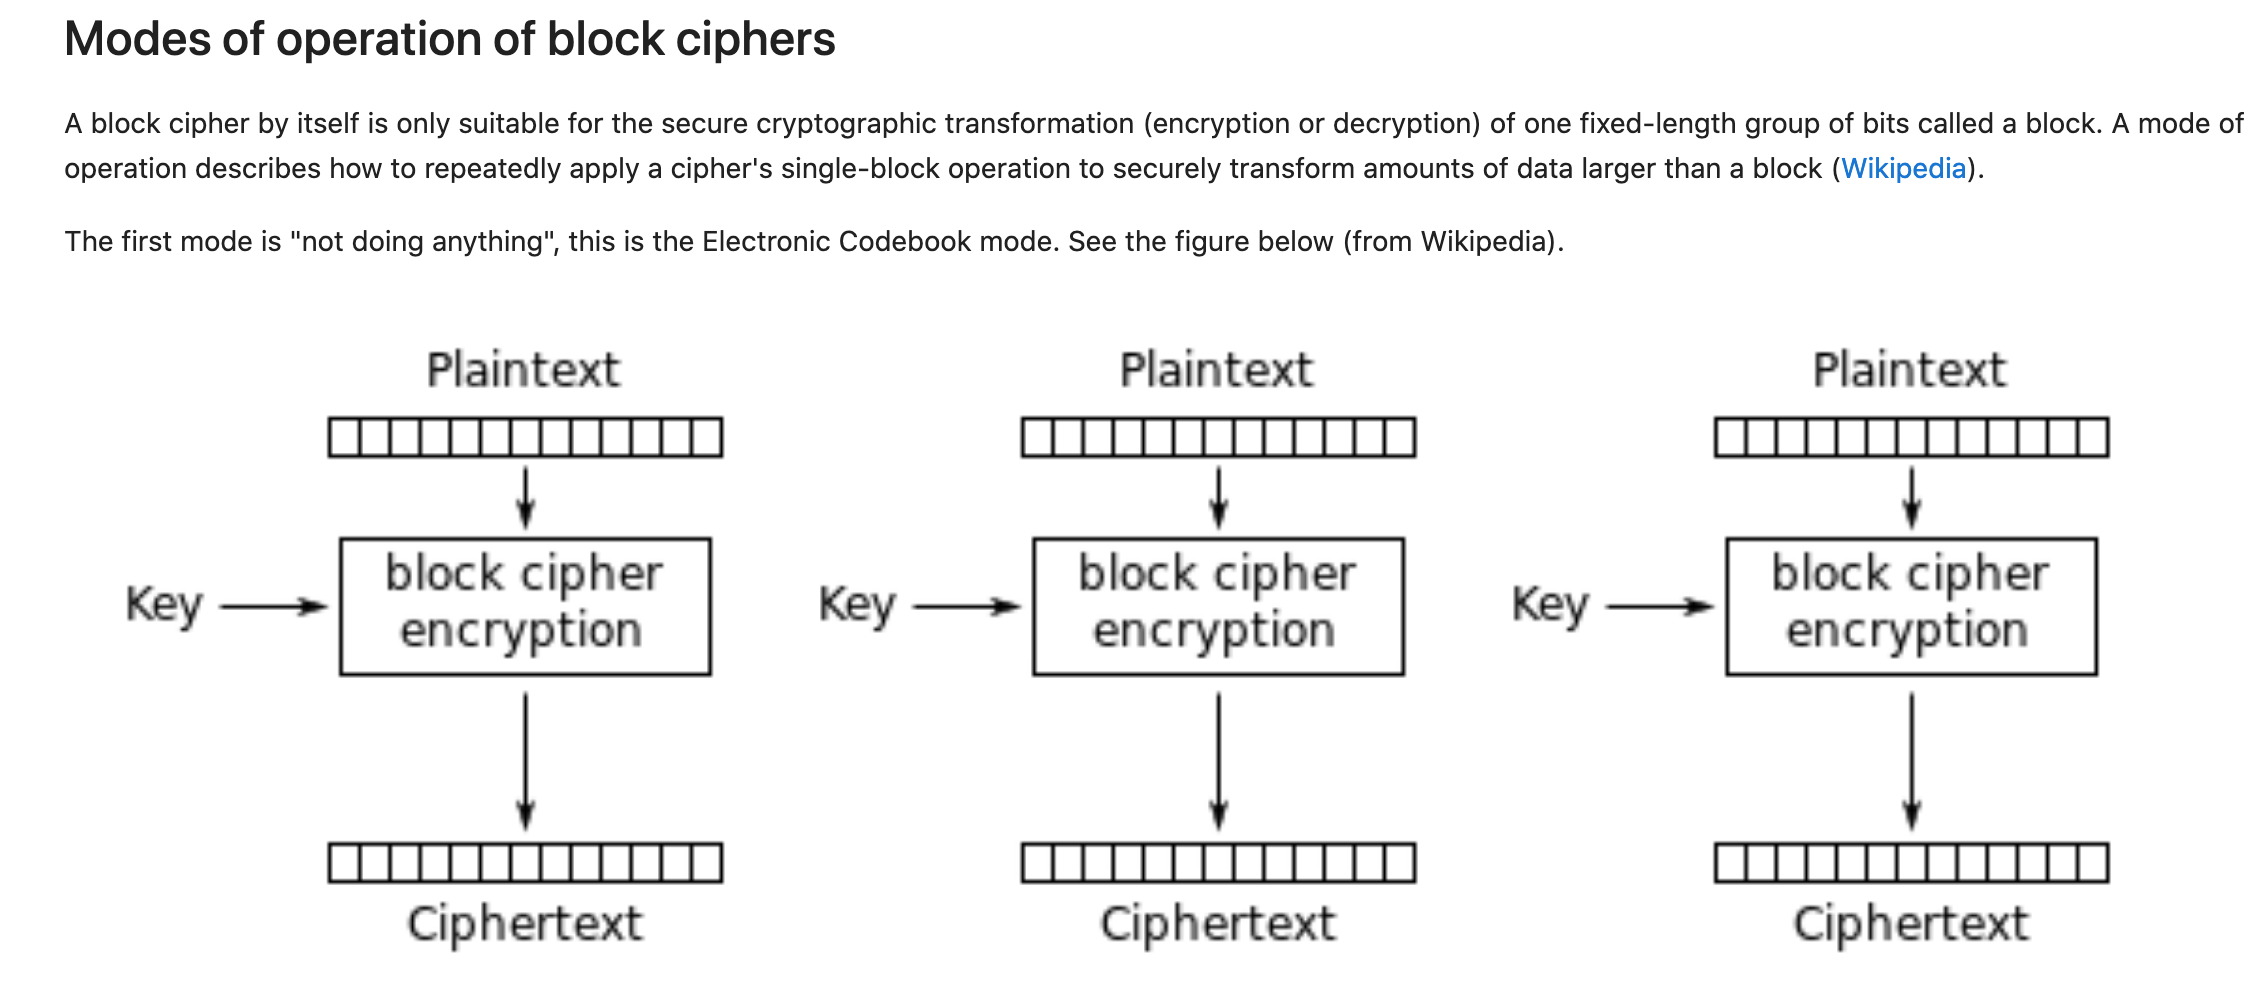 Modes of operation of block ciphers
A block cipher by itself is only suitable for the secure cryptographic transformation (encryption or decryption) of one fixed-length group of bits called a block. A mode of
operation describes how to repeatedly apply a cipher's single-block operation to securely transform amounts of data larger than a block (Wikipedia).
The first mode is "not doing anything", this is the Electronic Codebook mode. See the figure below (from Wikipedia).
Plaintext Plaintext Plaintext
block cipher block cipher block cipher
Key Key Key
encryption encryption encryption
Ciphertext Ciphertext Ciphertext